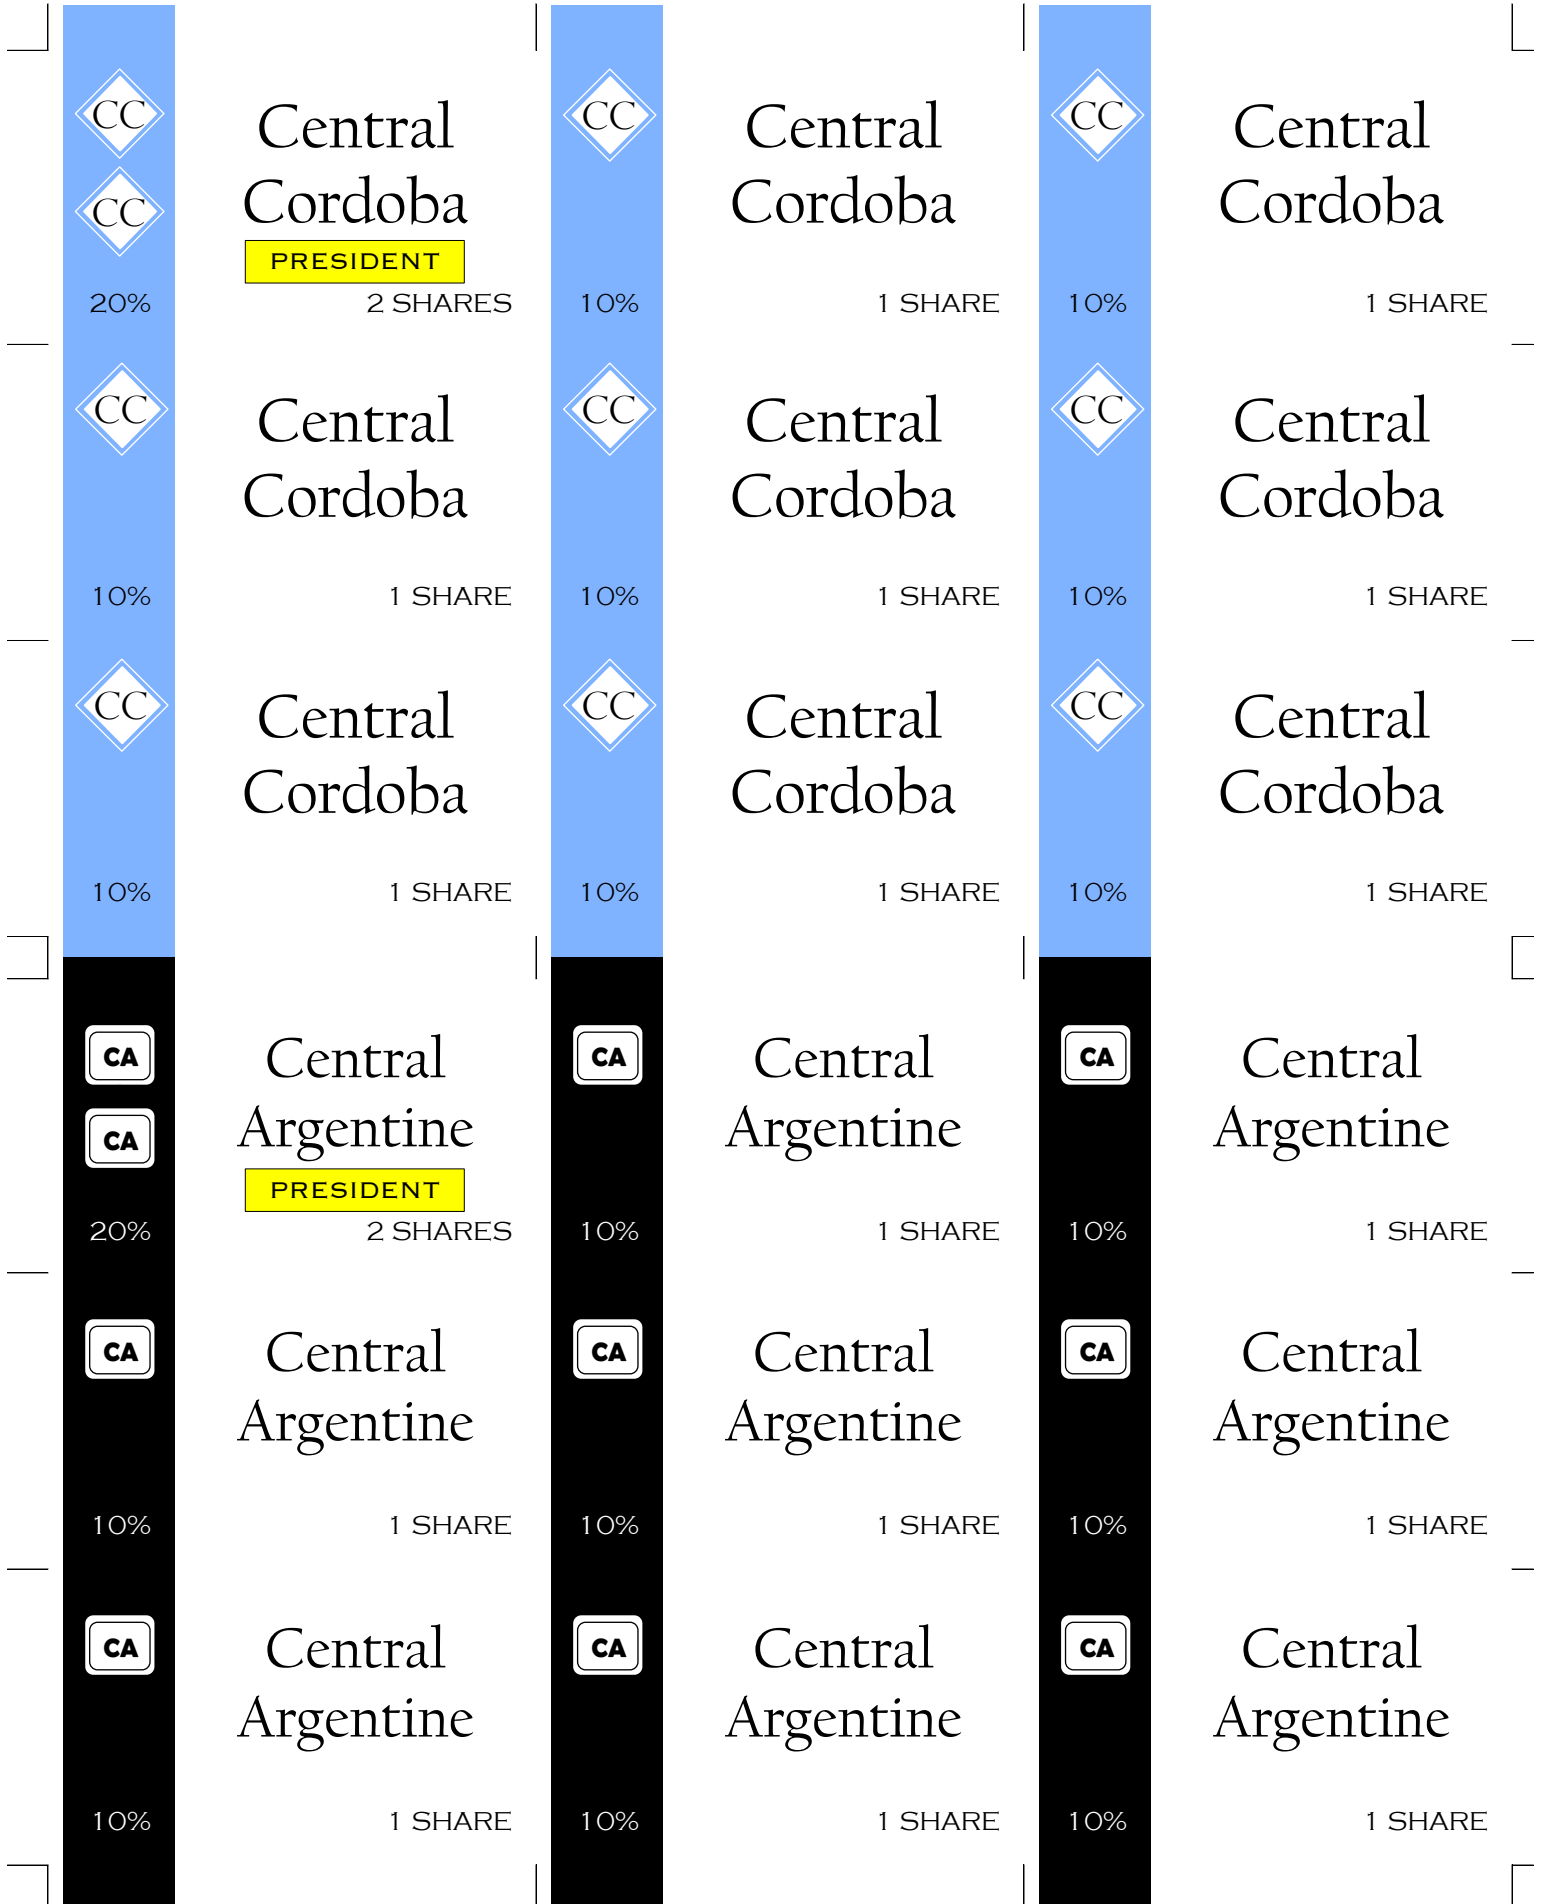 CC
Central
Cordoba
CC
PRESIDENT
20%
2 SHARES
CC
Central
Cordoba
10%
1 SHARE
CC
Central
Cordoba
10%
1 SHARE
CC
Central
Cordoba
10%
1 SHARE
CC
Central
Cordoba
10%
1 SHARE
CC
Central
Cordoba
10%
1 SHARE
CC
Central
Cordoba
10%
1 SHARE
CC
Central
Cordoba
10%
1 SHARE
CC
Central
Cordoba
10%
1 SHARE
CA
Central
CA
Argentine
PRESIDENT
20%
2 SHARES
CA
Central
Argentine
10%
1 SHARE
CA
Central
Argentine
10%
1 SHARE
CA
Central
Argentine
10%
1 SHARE
CA
Central
Argentine
10%
1 SHARE
CA
Central
Argentine
10%
1 SHARE
CA
Central
Argentine
10%
1 SHARE
CA
Central
Argentine
10%
1 SHARE
CA
Central
Argentine
10%
1 SHARE